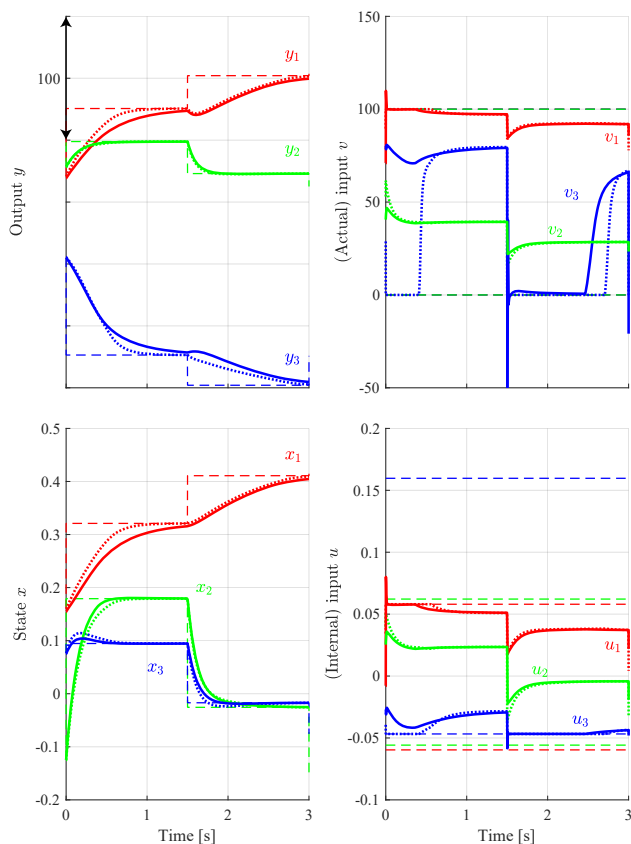 Output y
100
y1
y2
y3
(Actual) input v
150
100
50
0
-50
v1
v3
v2
State x
0.5
0.4
0.3
0.2
0.1
0
-0.1
-0.2
x1
x2
x3
0
1
2
3
Time [s]
(Internal) input u
0.2
0.15
0.1
0.05
0
-0.05
-0.1
u1
u2
u3
0
1
2
3
Time [s]